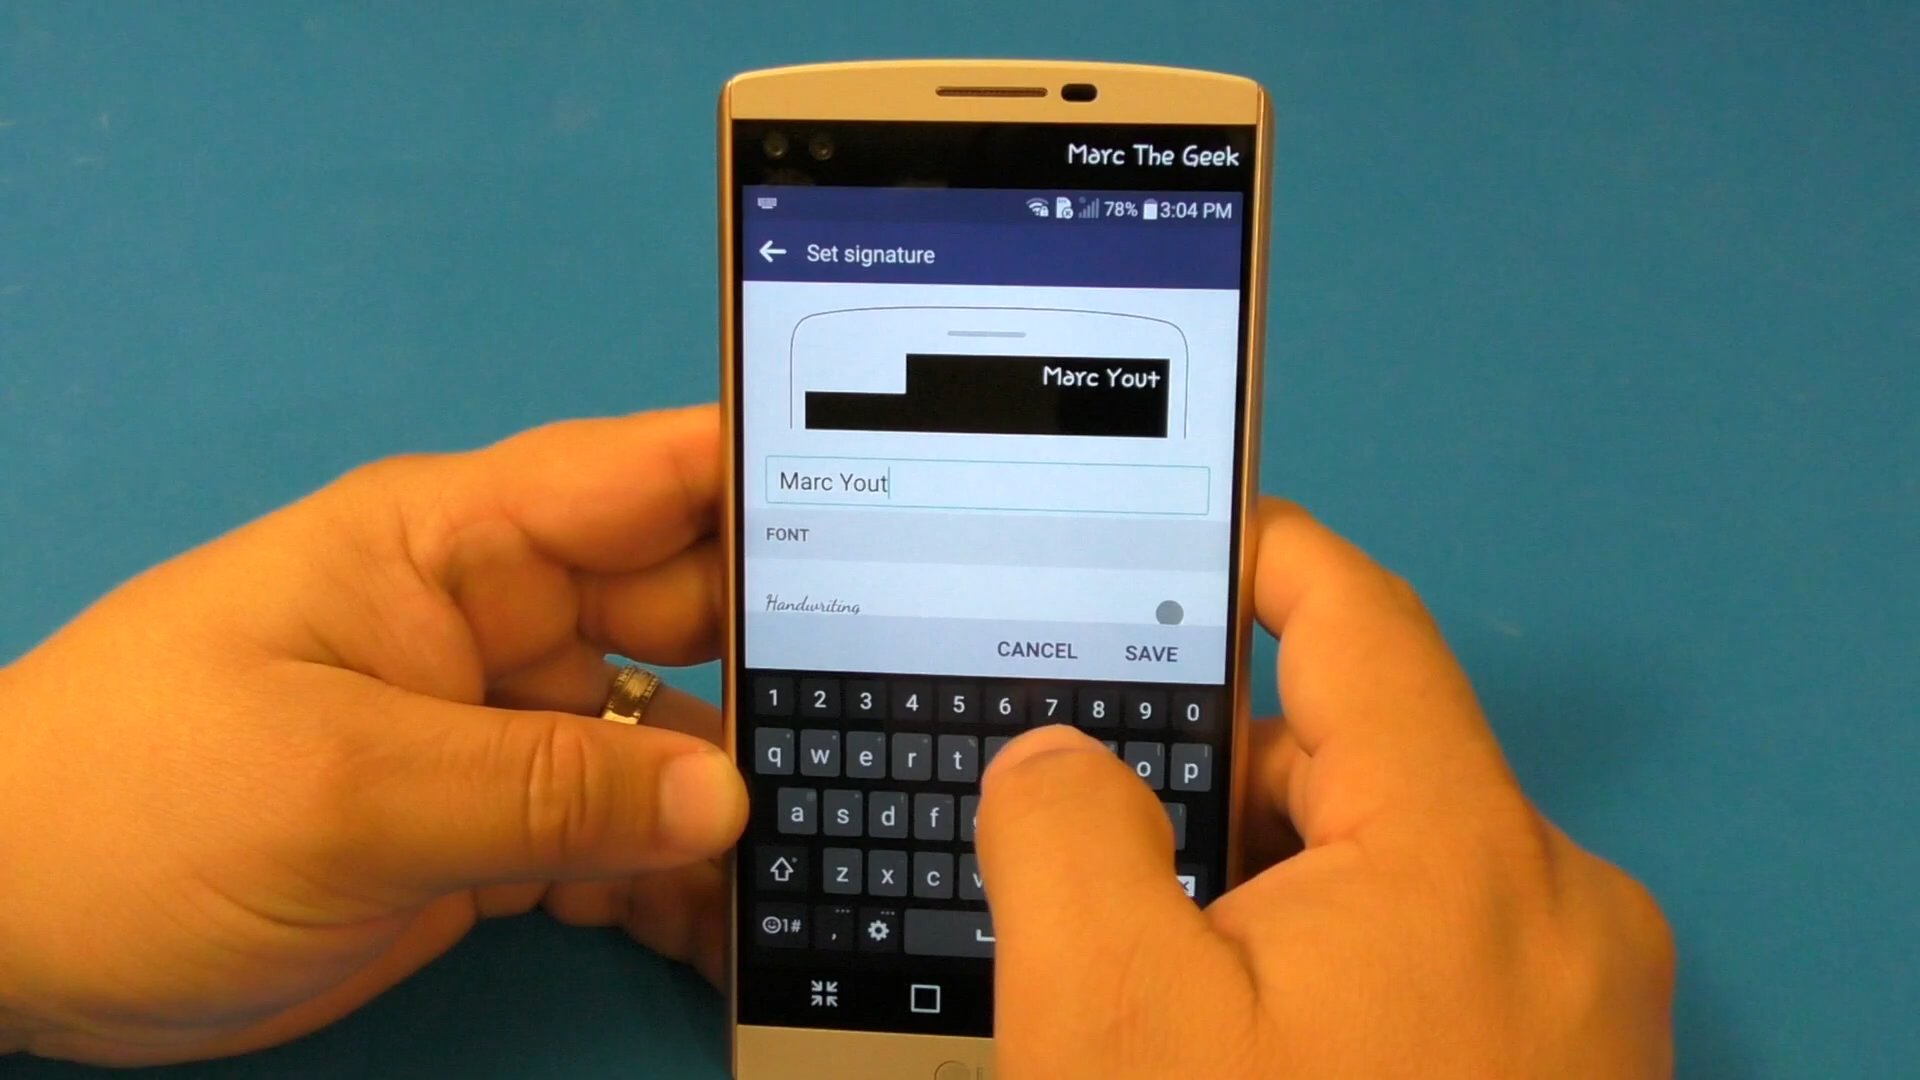 Marc The Geek
78% 3:04 PM
Set signature
Marc Yout
Marc Yout
FONT
Handwriting
CANCEL SAVE
1 2 3 4 5 6 7 8 9 0
q w e r t o p
a s d f
z x c v
1# ,